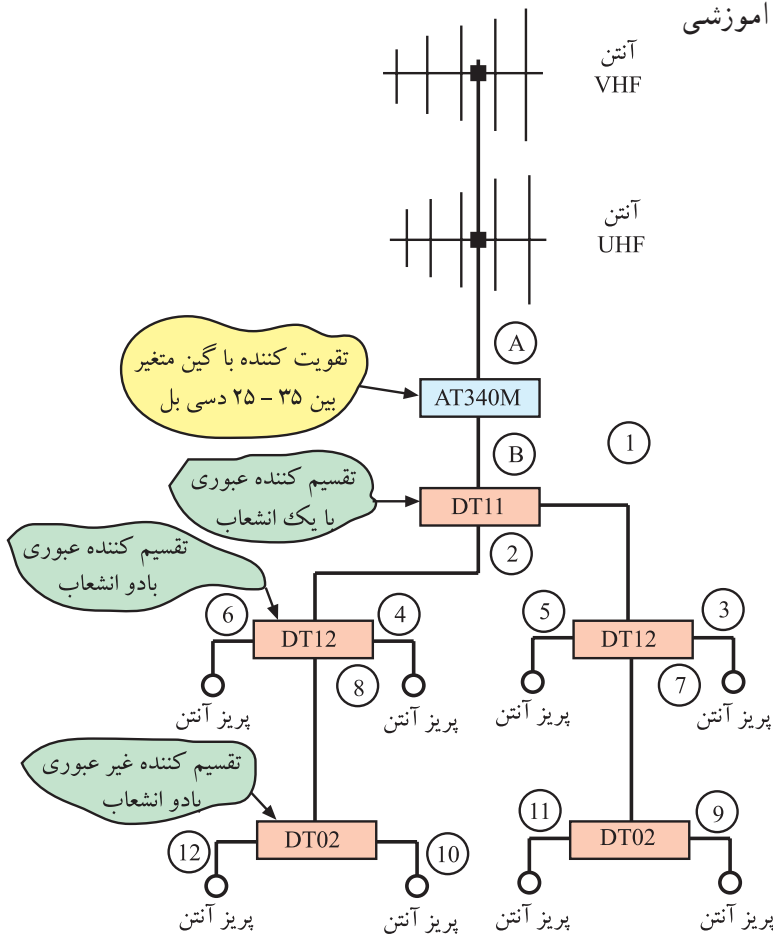 اموزشی
آنتن
VHF
آنتن
UHF
A
تقویت کننده با گین متغیر
بین ۳۵ – ۲۵ دسی بل
AT340M
B
1
تقسیم کننده عبوری
با یک انشعاب
DT11
2
تقسیم کننده عبوری
بادو انشعاب
6
4
5
3
DT12
DT12
8
7
پریز آنتن
پریز آنتن
پریز آنتن
پریز آنتن
تقسیم کننده غیر عبوری
بادو انشعاب
12
10
11
9
DT02
DT02
پریز آنتن
پریز آنتن
پریز آنتن
پریز آنتن